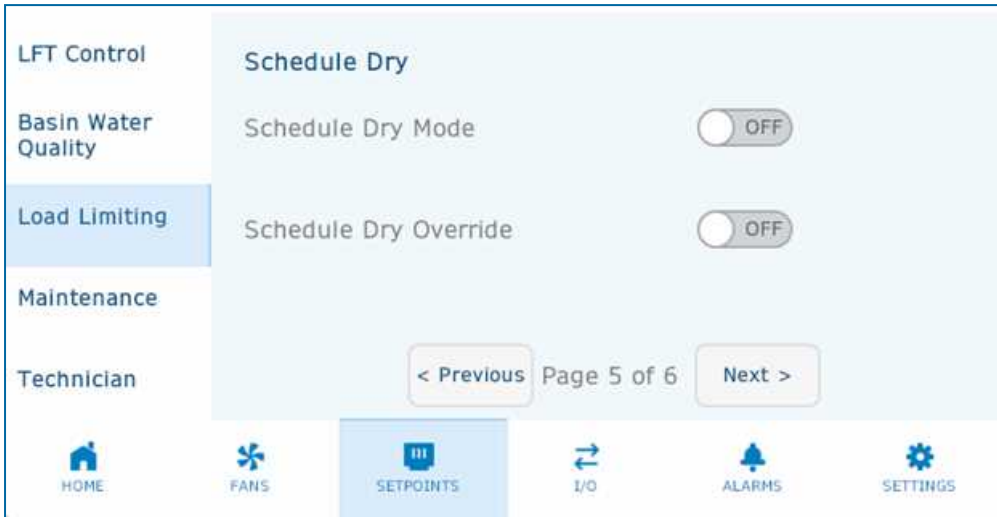 LFT Control
Basin Water
Quality
Load Limiting
Maintenance
Technician
Schedule Dry
Schedule Dry Mode
OFF
Schedule Dry Override
OFF
< Previous
Page 5 of 6
Next >
HOME
FANS
SETPOINTS
I/O
ALARMS
SETTINGS